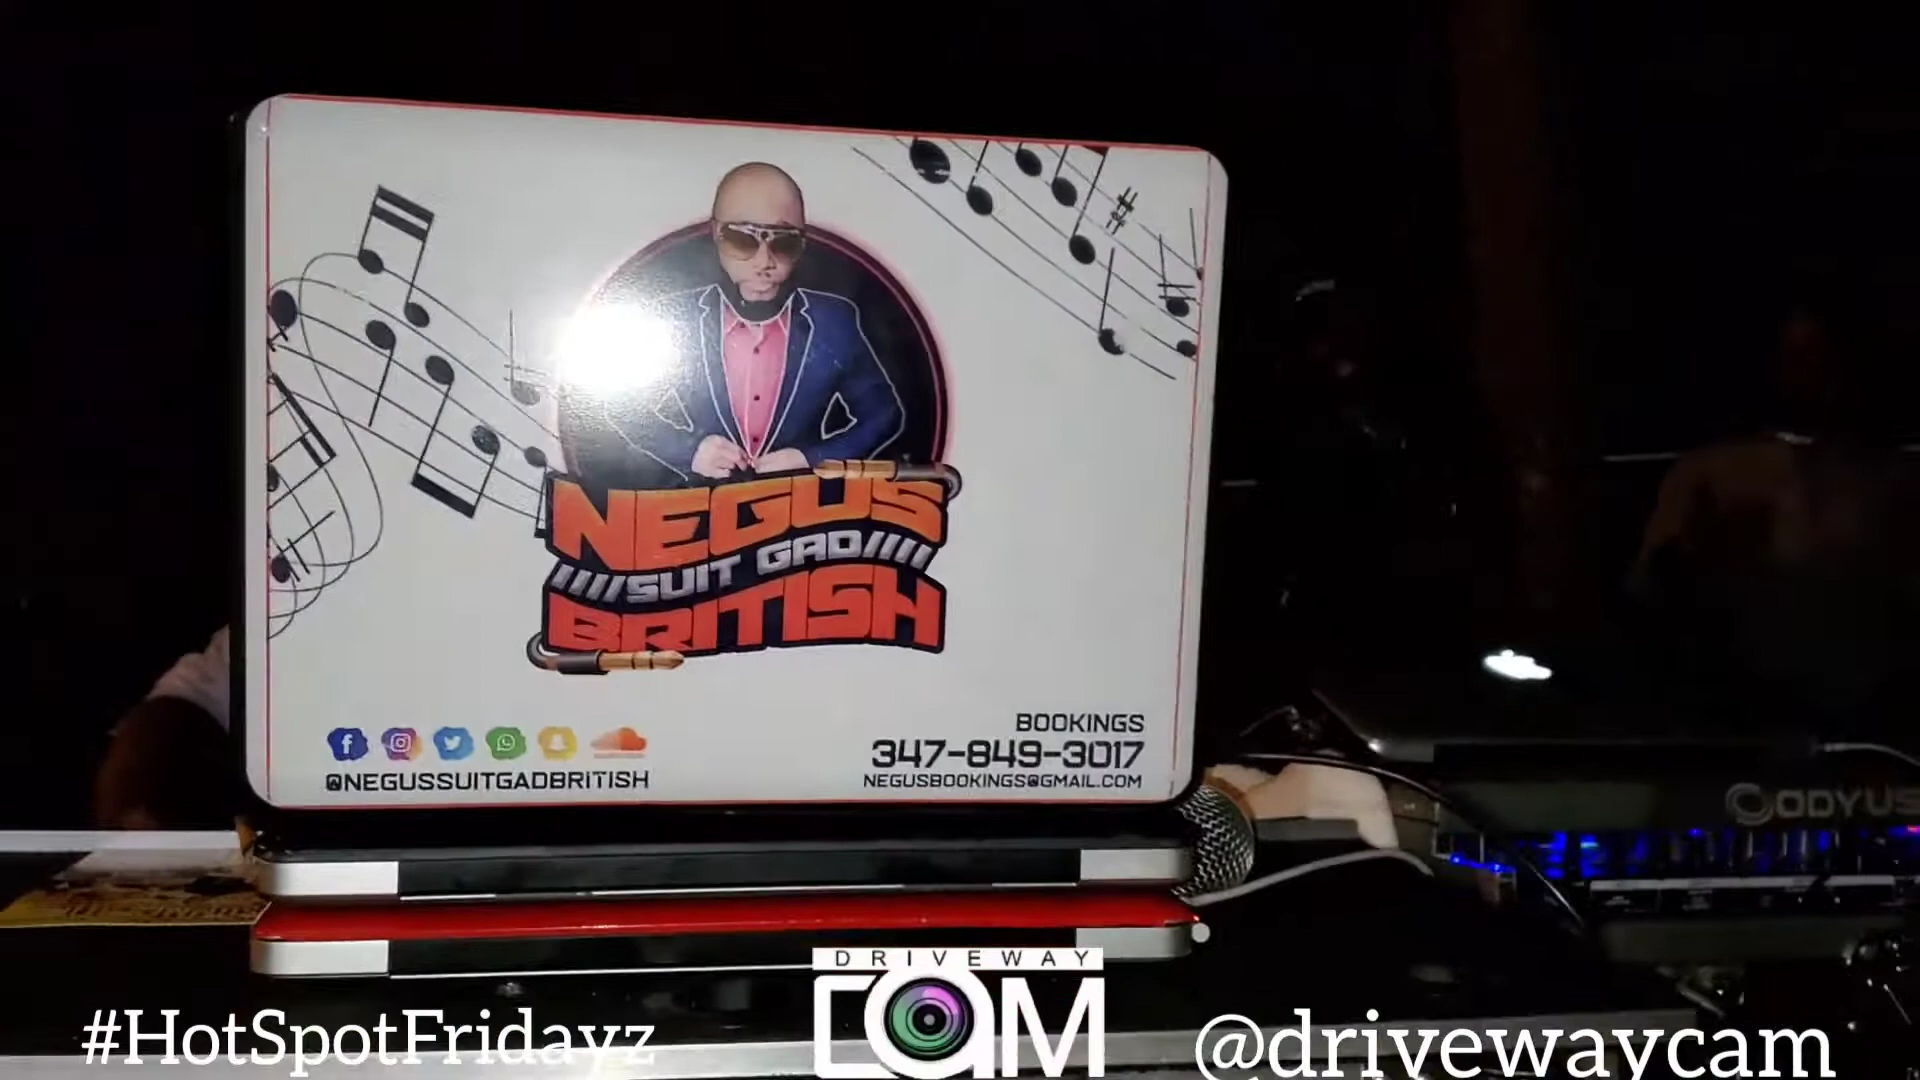 NEGUS
SUIT GAD
BRITISH
BOOKINGS
347-849-3017
@NEGUSSUITGADBRITISH
NEGUSBOOKINGS@GMAIL.COM
ODYUS
DRIVEWAY
CAM
#HotSpotFridayz
@drivewaycam